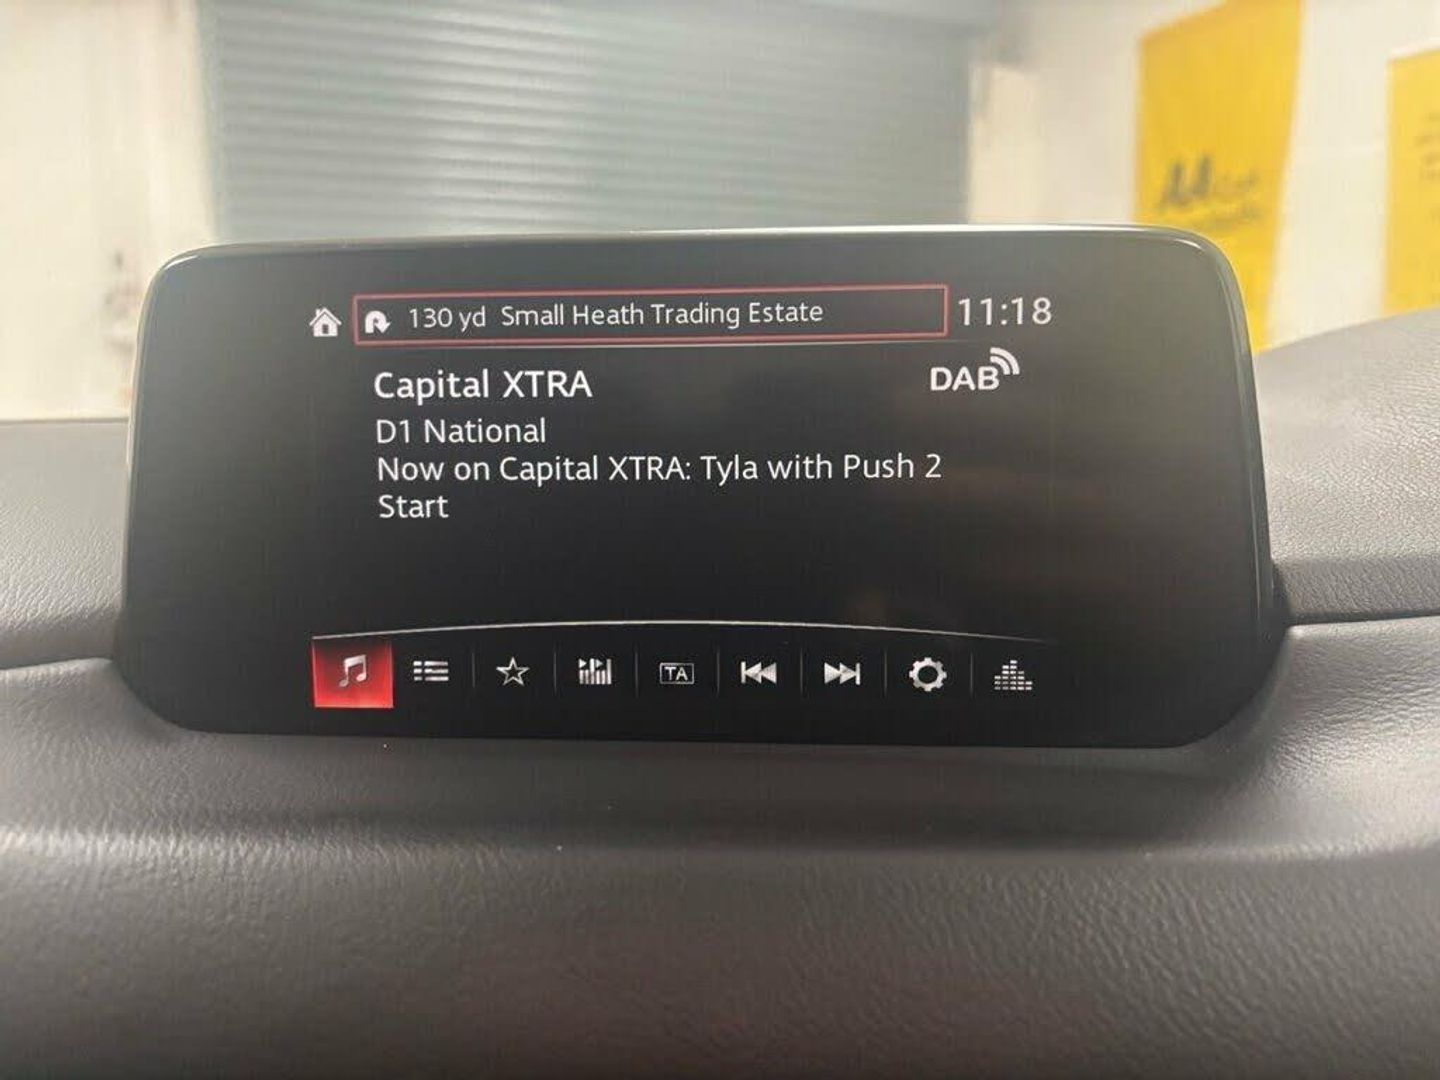 130 yd Small Heath Trading Estate 11:18
Capital XTRA DAB
D1 National
Now on Capital XTRA: Tyla with Push 2
Start
TA
AA